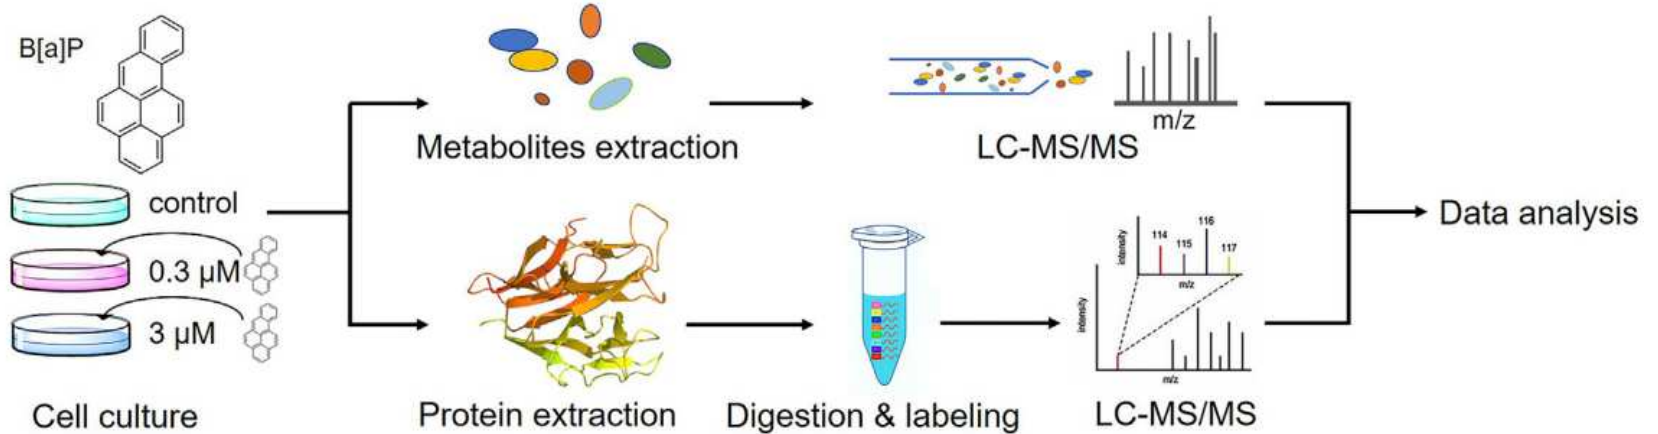 B[a]P
control
0.3 µM
3 µM
Cell culture
Metabolites extraction
m/z
LC-MS/MS
Protein extraction
Digestion & labeling
intensity
114
115
116
117
m/z
intensity
m/z
LC-MS/MS
Data analysis